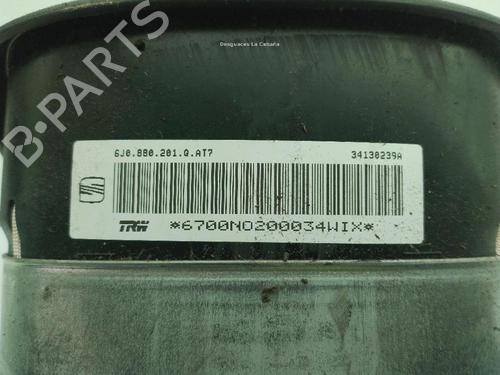 Desguaces La Cabaña
6J0.880.201.Q.AT7 34130239A
TRW *6700N0200034WIX*
B-PARTS